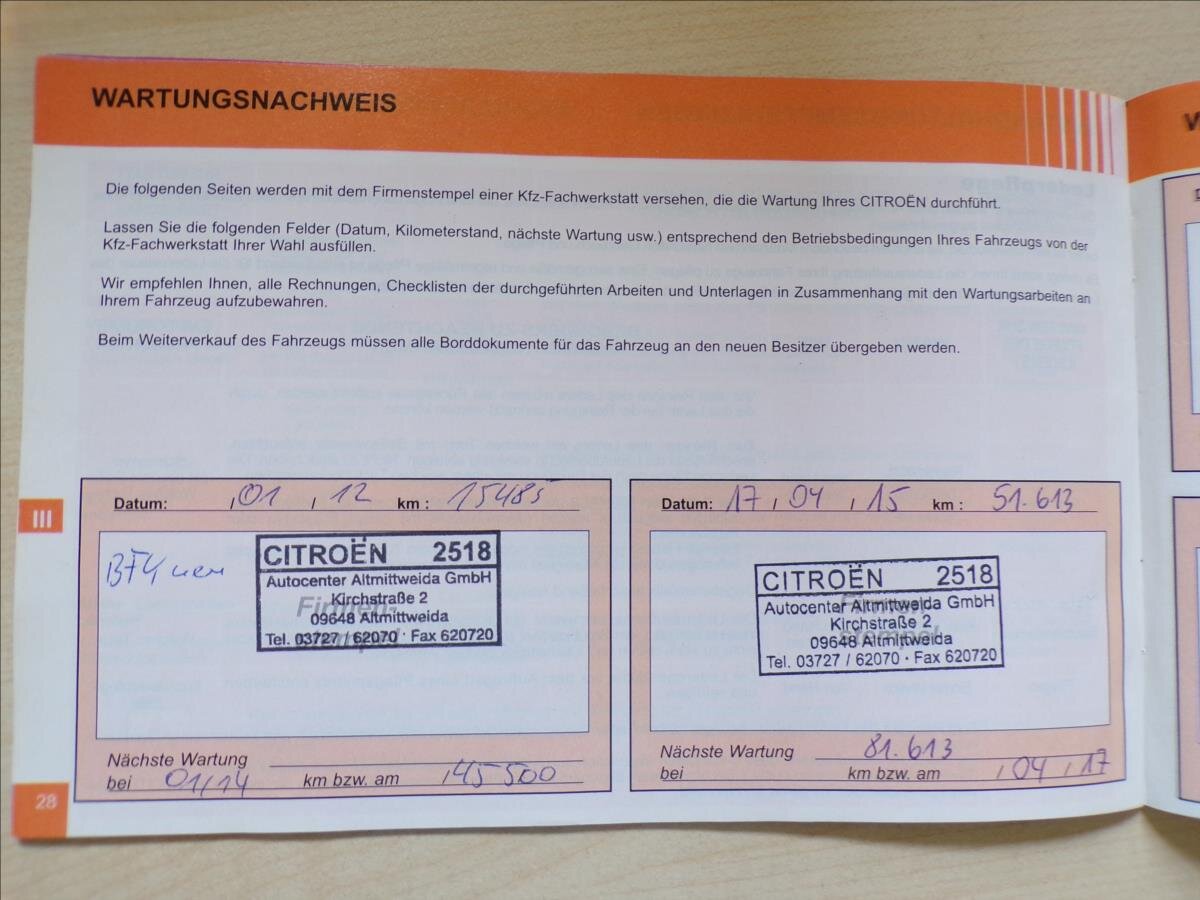 WARTUNGSNACHWEIS
Die folgenden Seiten werden mit dem Firmenstempel einer Kfz-Fachwerkstatt versehen, die die Wartung Ihres CITROËN durchführt.
Lassen Sie die folgenden Felder (Datum, Kilometerstand, nächste Wartung usw.) entsprechend den Betriebsbedingungen Ihres Fahrzeugs von der
Kfz-Fachwerkstatt Ihrer Wahl ausfüllen.
Wir empfehlen Ihnen, alle Rechnungen, Checklisten der durchgeführten Arbeiten und Unterlagen in Zusammenhang mit den Wartungsarbeiten an
Ihrem Fahrzeug aufzubewahren.
Beim Weiterverkauf des Fahrzeugs müssen alle Borddokumente für das Fahrzeug an den neuen Besitzer übergeben werden.
III
Datum: , 01 , 12 km : 15485
CITROËN 2518
Autocenter Altmittweida GmbH
Kirchstraße 2
09648 Altmittweida
Tel. 03727 / 62070 · Fax 620720
Firmen-
stempel
Nächste Wartung
bei 01/14 km bzw. am 45500
Datum: 17 , 04 , 15 km : 51.613
CITROËN 2518
Autocenter Altmittweida GmbH
Kirchstraße 2
09648 Altmittweida
Tel. 03727 / 62070 · Fax 620720
Firmen-
stempel
Nächste Wartung 81.613
bei km bzw. am , 04 , 17
28